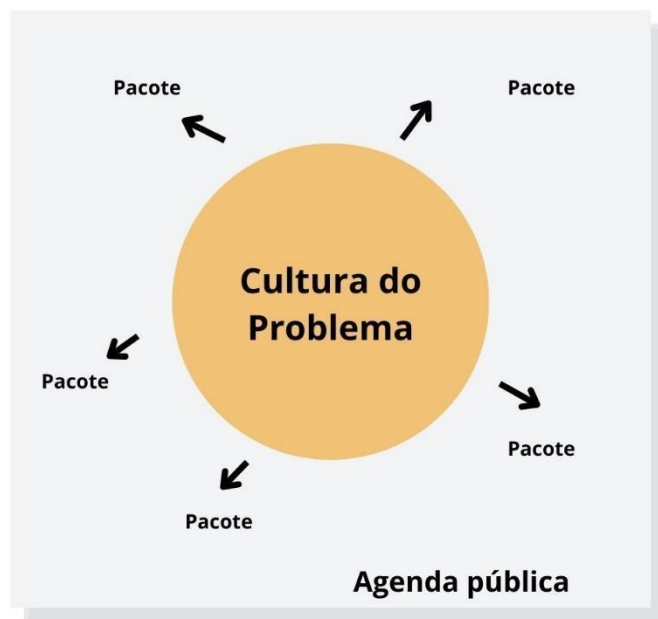 Pacote
Pacote
Cultura do
Problema
Pacote
Pacote
Pacote
Agenda pública